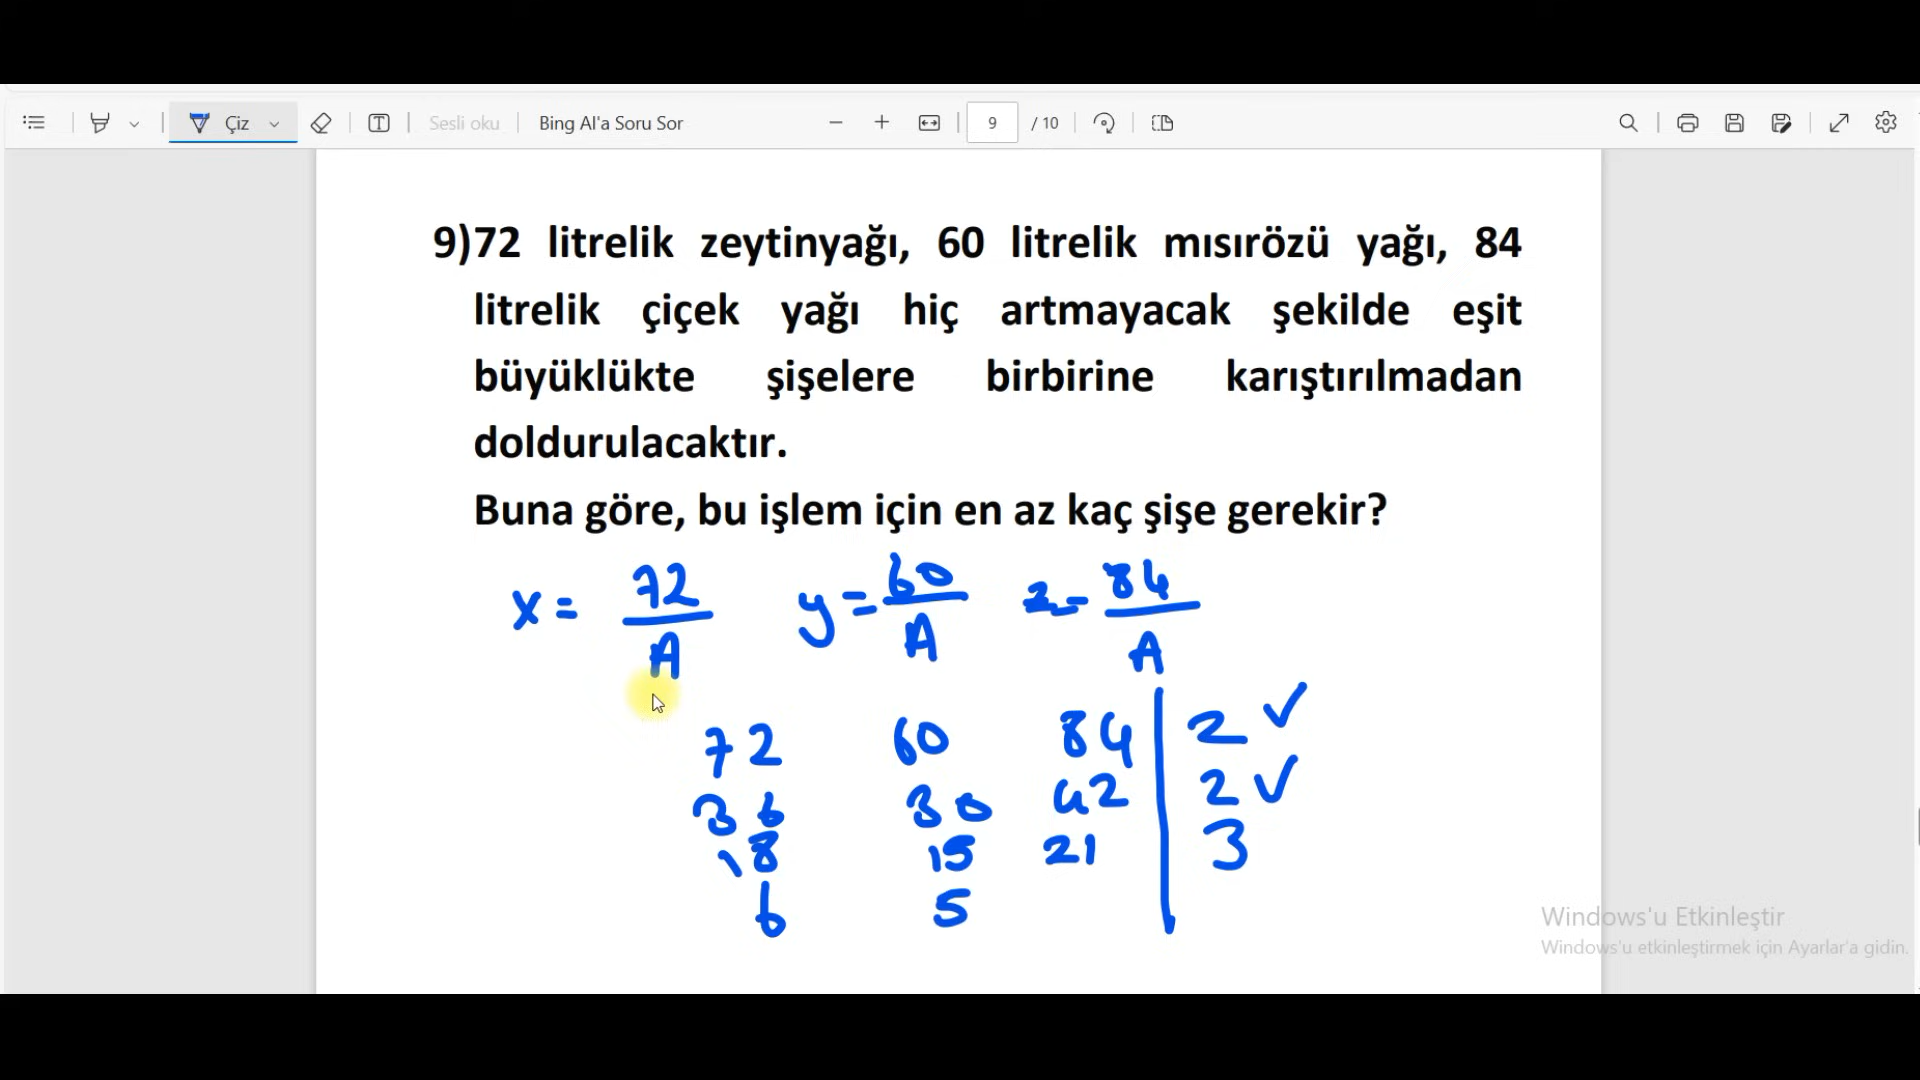 Çiz
Sesli oku
Bing AI'a Soru Sor
9 / 10
9)72 litrelik zeytinyağı, 60 litrelik mısırözü yağı, 84
litrelik çiçek yağı hiç artmayacak şekilde eşit
büyüklükte şişelere birbirine karıştırılmadan
doldurulacaktır.
Buna göre, bu işlem için en az kaç şişe gerekir?
x = 72/A y = 60/A z = 84/A
72 60 84 | 2 ✓
36 30 42 | 2 ✓
18 15 21 | 3
6 5
Windows'u Etkinleştir
Windows'u etkinleştirmek için Ayarlar'a gidin.